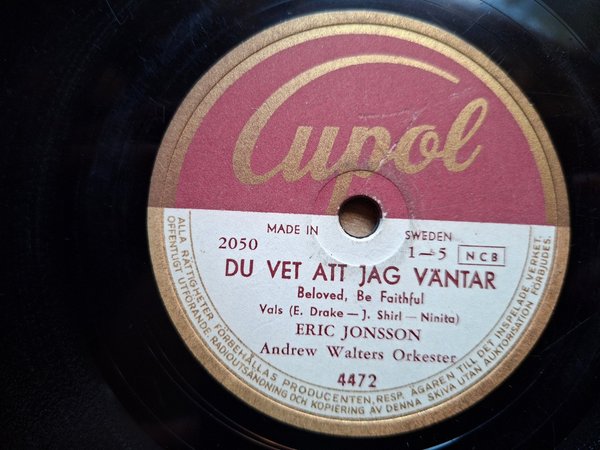 Cupol
MADE IN SWEDEN
2050 1–5 NCB
DU VET ATT JAG VÄNTAR
Beloved, Be Faithful
Vals (E. Drake — J. Shirl — Ninita)
ERIC JONSSON
Andrew Walters Orkester
4472
ALLA RÄTTIGHETER FÖRBEHÅLLAS PRODUCENTEN, RESP. ÄGAREN TILL DET INSPELADE VERKET.
OFFENTLIGT UTFÖRANDE, RADIOUTSÄNDNING OCH KOPIERING AV DENNA SKIVA UTAN AUKTORISATION FÖRBJUDES.